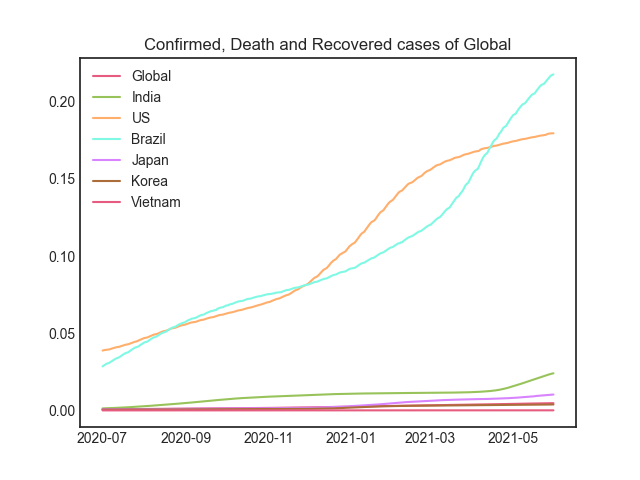 Confirmed, Death and Recovered cases of Global
Global
India
US
Brazil
Japan
Korea
Vietnam
0.20
0.15
0.10
0.05
0.00
2020-07 2020-09 2020-11 2021-01 2021-03 2021-05